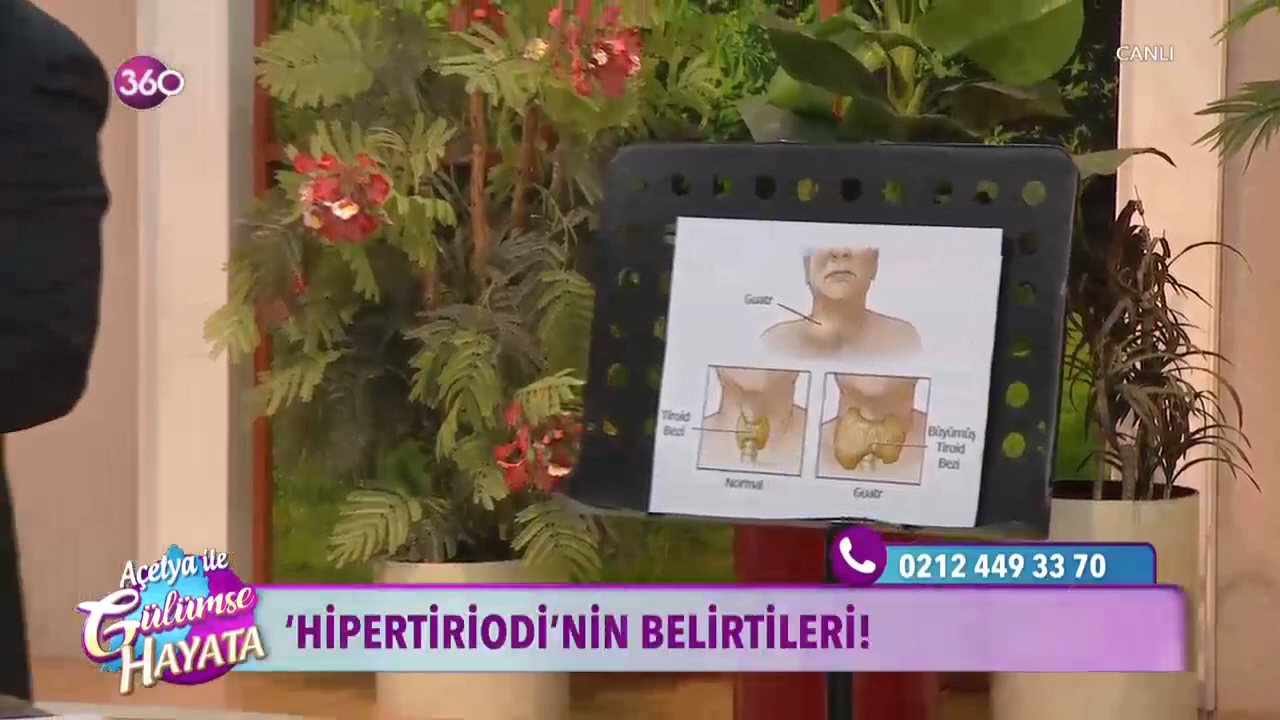 360
CANLI
Guatr
Tiroid
Bezi
Büyümüş
Tiroid
Bezi
Normal
Guatr
0212 449 33 70
Açelya ile
Gülümse
HAYATA
‘HİPERTİRİODİ’NİN BELİRTİLERİ!